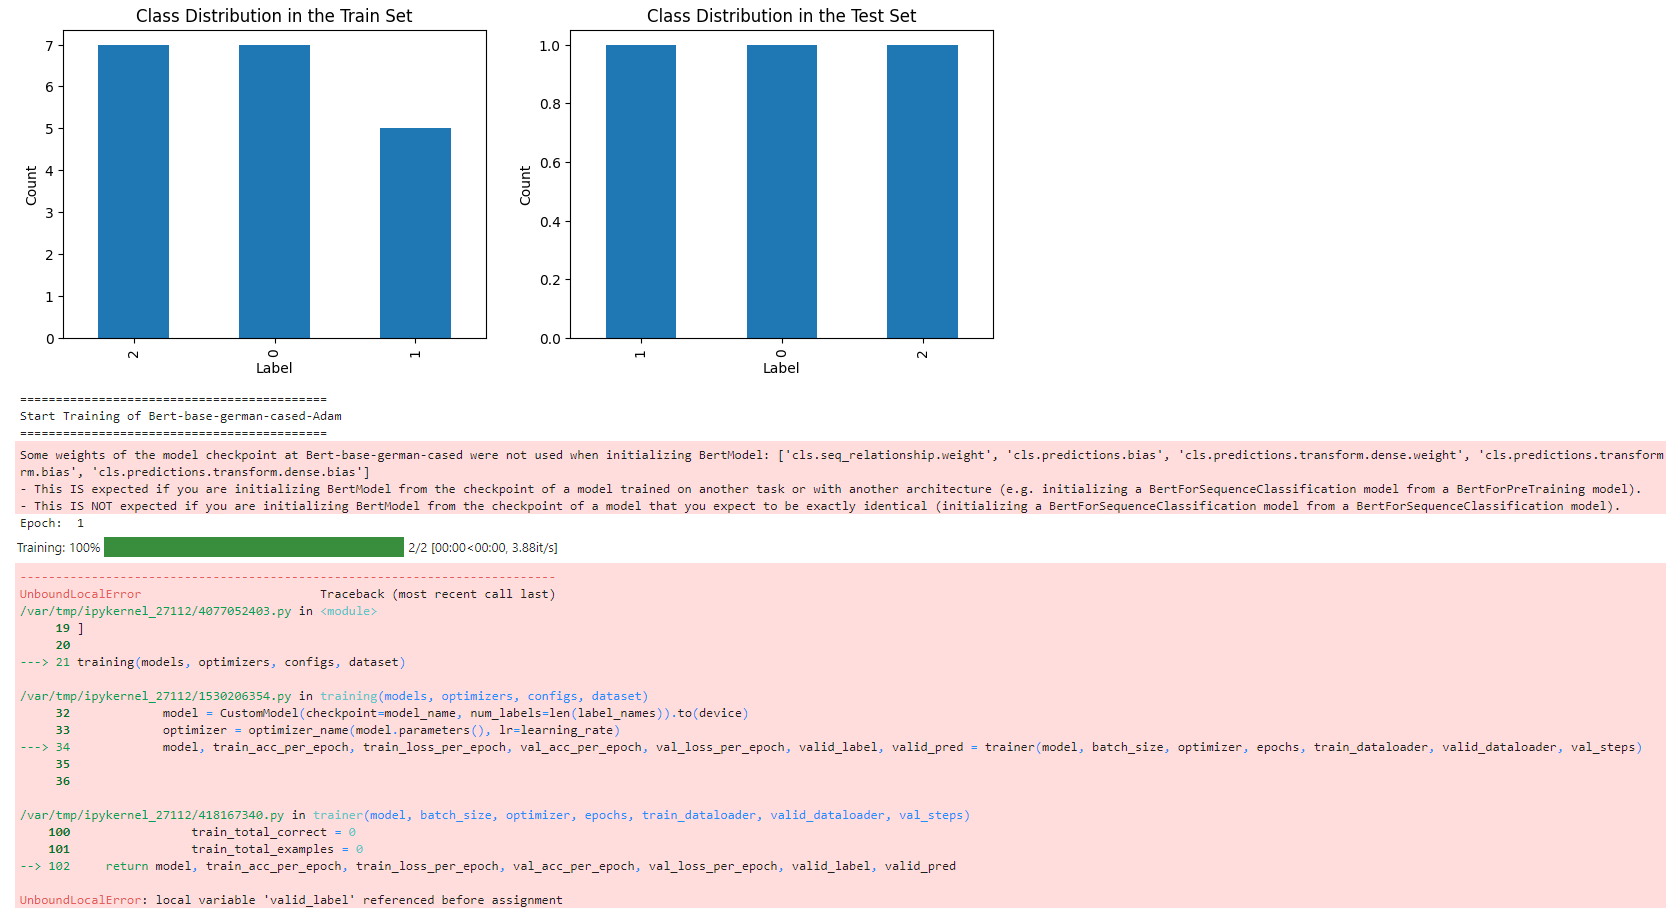 Class Distribution in the Train Set
Class Distribution in the Test Set
7
6
5
4
3
2
1
0
Count
2
0
1
Label
1.0
0.8
0.6
0.4
0.2
0.0
Count
1
0
2
Label
===========================================
Start Training of Bert-base-german-cased-Adam
===========================================
Some weights of the model checkpoint at Bert-base-german-cased were not used when initializing BertModel: ['cls.seq_relationship.weight', 'cls.predictions.bias', 'cls.predictions.transform.dense.weight', 'cls.predictions.transform
rm.bias', 'cls.predictions.transform.dense.bias']
- This IS expected if you are initializing BertModel from the checkpoint of a model trained on another task or with another architecture (e.g. initializing a BertForSequenceClassification model from a BertForPreTraining model).
- This IS NOT expected if you are initializing BertModel from the checkpoint of a model that you expect to be exactly identical (initializing a BertForSequenceClassification model from a BertForSequenceClassification model).
Epoch:  1
Training: 100% 2/2 [00:00<00:00, 3.88it/s]
---------------------------------------------------------------------------
UnboundLocalError                         Traceback (most recent call last)
/var/tmp/ipykernel_27112/4077052403.py in <module>
     19 ]
     20
---> 21 training(models, optimizers, configs, dataset)
/var/tmp/ipykernel_27112/1530206354.py in training(models, optimizers, configs, dataset)
     32             model = CustomModel(checkpoint=model_name, num_labels=len(label_names)).to(device)
     33             optimizer = optimizer_name(model.parameters(), lr=learning_rate)
---> 34             model, train_acc_per_epoch, train_loss_per_epoch, val_acc_per_epoch, val_loss_per_epoch, valid_label, valid_pred = trainer(model, batch_size, optimizer, epochs, train_dataloader, valid_dataloader, val_steps)
     35
     36
/var/tmp/ipykernel_27112/418167340.py in trainer(model, batch_size, optimizer, epochs, train_dataloader, valid_dataloader, val_steps)
    100                 train_total_correct = 0
    101                 train_total_examples = 0
--> 102     return model, train_acc_per_epoch, train_loss_per_epoch, val_acc_per_epoch, val_loss_per_epoch, valid_label, valid_pred
UnboundLocalError: local variable 'valid_label' referenced before assignment